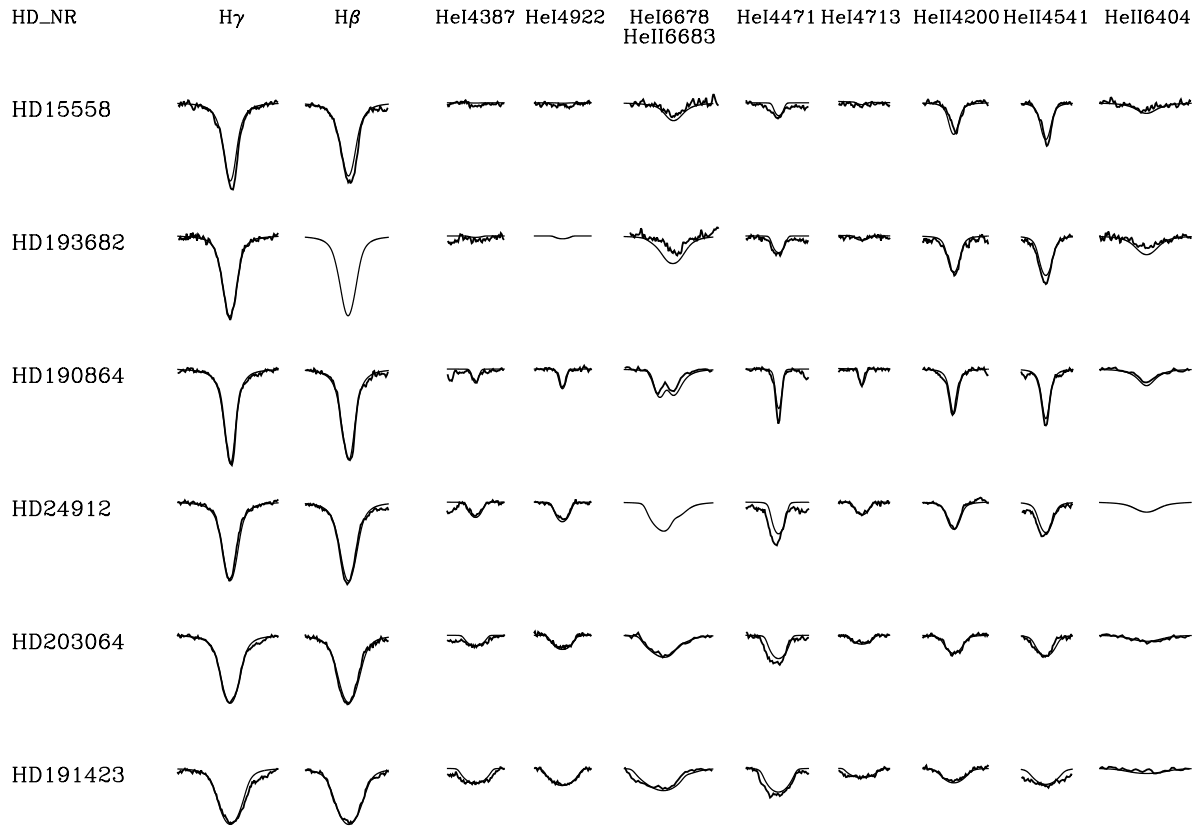 HD_NR Hγ Hβ HeI4387 HeI4922 HeI6678 HeI4471 HeI4713 HeII4200 HeII4541 HeII6404
HeII6683
HD15558
HD193682
HD190864
HD24912
HD203064
HD191423